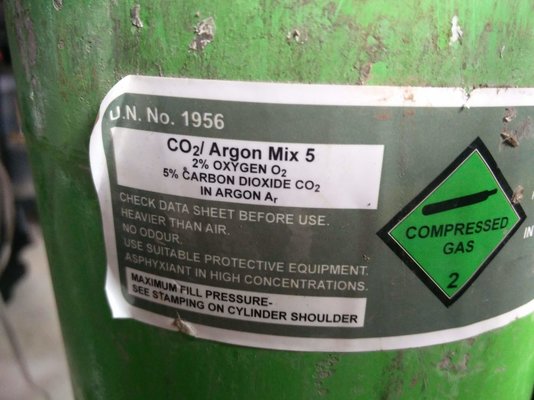 U.N. No. 1956
CO2/ Argon Mix 5
2% OXYGEN O2
5% CARBON DIOXIDE CO2
IN ARGON Ar
CHECK DATA SHEET BEFORE USE.
HEAVIER THAN AIR.
NO ODOUR.
USE SUITABLE PROTECTIVE EQUIPMENT.
ASPHYXIANT IN HIGH CONCENTRATIONS.
MAXIMUM FILL PRESSURE-
SEE STAMPING ON CYLINDER SHOULDER
COMPRESSED
GAS
2